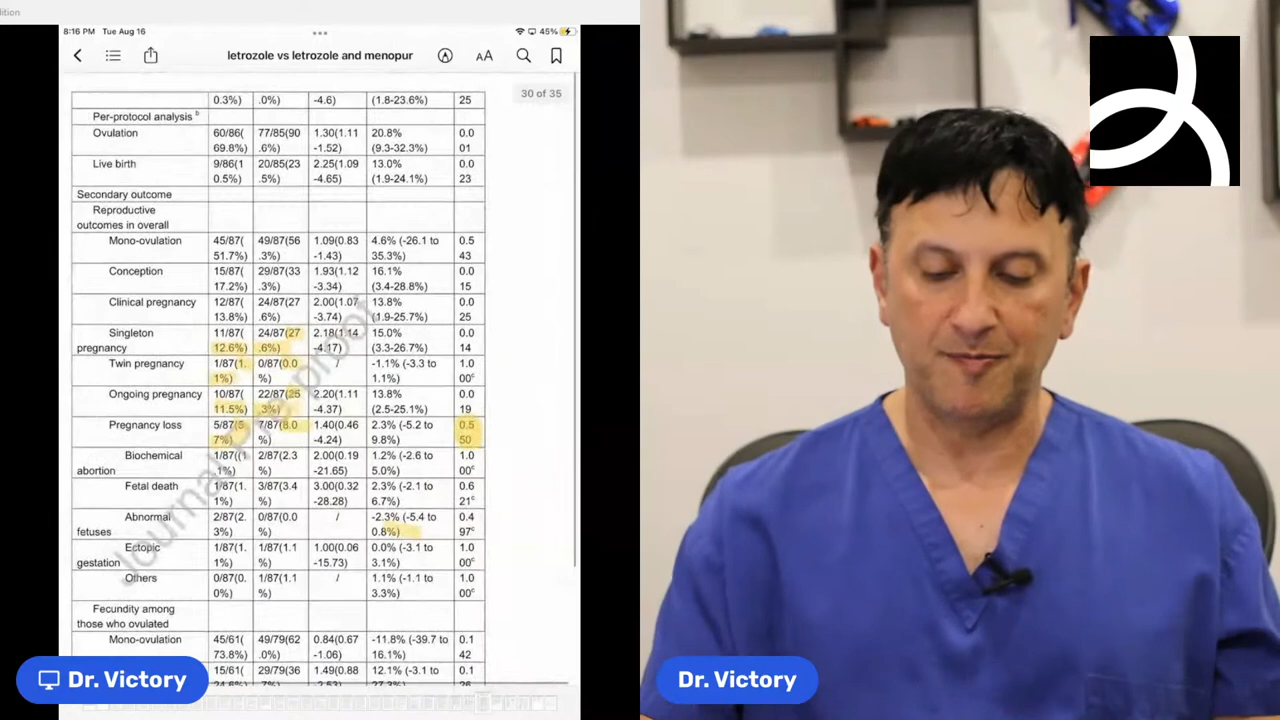 dition
8:16 PM Tue Aug 16
45%
letrozole vs letrozole and menopur
AA
30 of 35
0.3%) .0%) -4.6) (1.8-23.6%) 25
Per-protocol analysis b
Ovulation 60/86( 77/85(90 1.30(1.11 20.8% 0.0
69.8%) .6%) -1.52) (9.3-32.3%) 01
Live birth 9/86(1 20/85(23 2.25(1.09 13.0% 0.0
0.5%) .5%) -4.65) (1.9-24.1%) 23
Secondary outcome
Reproductive
outcomes in overall
Mono-ovulation 45/87( 49/87(56 1.09(0.83 4.6% (-26.1 to 0.5
51.7%) .3%) -1.43) 35.3%) 43
Conception 15/87( 29/87(33 1.93(1.12 16.1% 0.0
17.2%) .3%) -3.34) (3.4-28.8%) 15
Clinical pregnancy 12/87( 24/87(27 2.00(1.07 13.8% 0.0
13.8%) .6%) -3.74) (1.9-25.7%) 25
Singleton 11/87( 24/87(27 2.18(1.14 15.0% 0.0
pregnancy 12.6%) .6%) -4.17) (3.3-26.7%) 14
Twin pregnancy 1/87(1. 0/87(0.0 / -1.1% (-3.3 to 1.0
1%) %) 1.1%) 00c
Ongoing pregnancy 10/87( 22/87(25 2.20(1.11 13.8% 0.0
11.5%) .3%) -4.37) (2.5-25.1%) 19
Pregnancy loss 5/87(5. 7/87(8.0 1.40(0.46 2.3% (-5.2 to 0.5
7%) %) -4.24) 9.8%) 50
Biochemical 1/87((1 2/87(2.3 2.00(0.19 1.2% (-2.6 to 1.0
abortion .1%) %) -21.65) 5.0%) 00c
Fetal death 1/87(1. 3/87(3.4 3.00(0.32 2.3% (-2.1 to 0.6
1%) %) -28.28) 6.7%) 21c
Abnormal 2/87(2. 0/87(0.0 / -2.3% (-5.4 to 0.4
fetuses 3%) %) 0.8%) 97c
Ectopic 1/87(1. 1/87(1.1 1.00(0.06 0.0% (-3.1 to 1.0
gestation 1%) %) -15.73) 3.1%) 00c
Others 0/87(0. 1/87(1.1 / 1.1% (-1.1 to 1.0
0%) %) 3.3%) 00c
Fecundity among
those who ovulated
Mono-ovulation 45/61( 49/79(62 0.84(0.67 -11.8% (-39.7 to 0.1
73.8%) .0%) -1.06) 16.1%) 42
15/61( 29/79(36 1.49(0.88 12.1% (-3.1 to 0.1
Journal Pre-proof
Dr. Victory
Dr. Victory